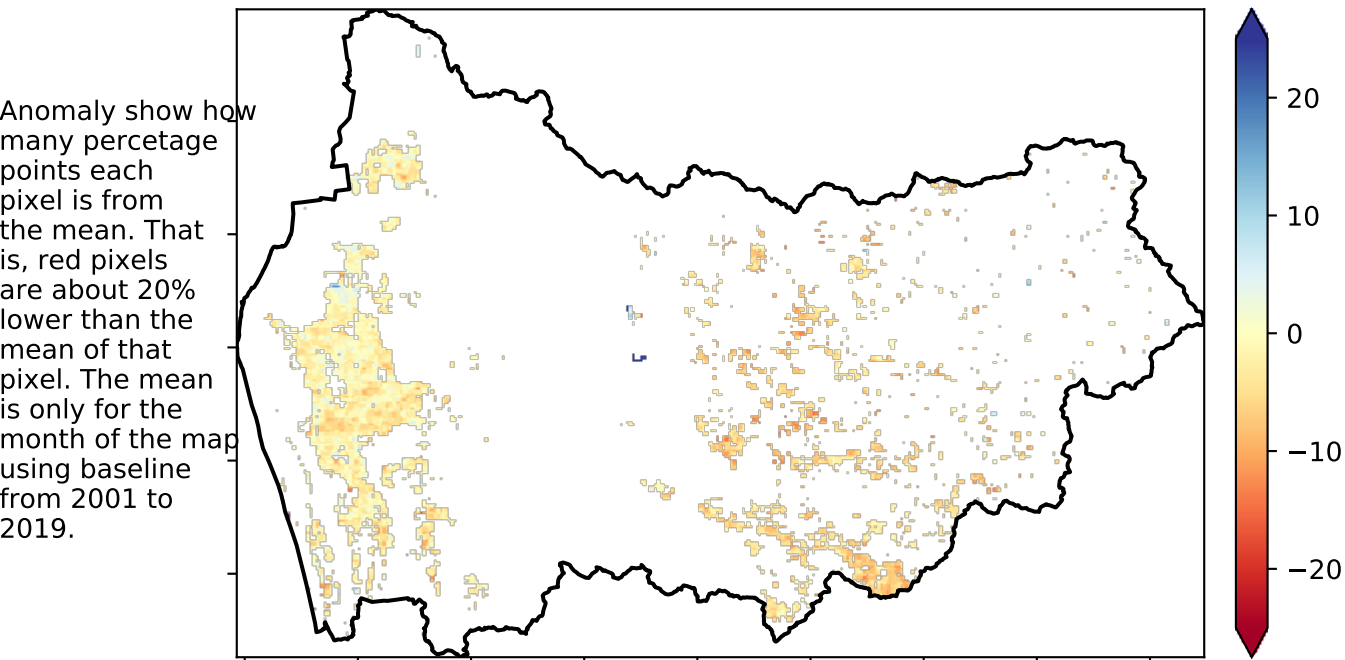 Anomaly show how
many percetage
points each
pixel is from
the mean. That
is, red pixels
are about 20%
lower than the
mean of that
pixel. The mean
is only for the
month of the map
using baseline
from 2001 to
2019.
20
10
0
−10
−20